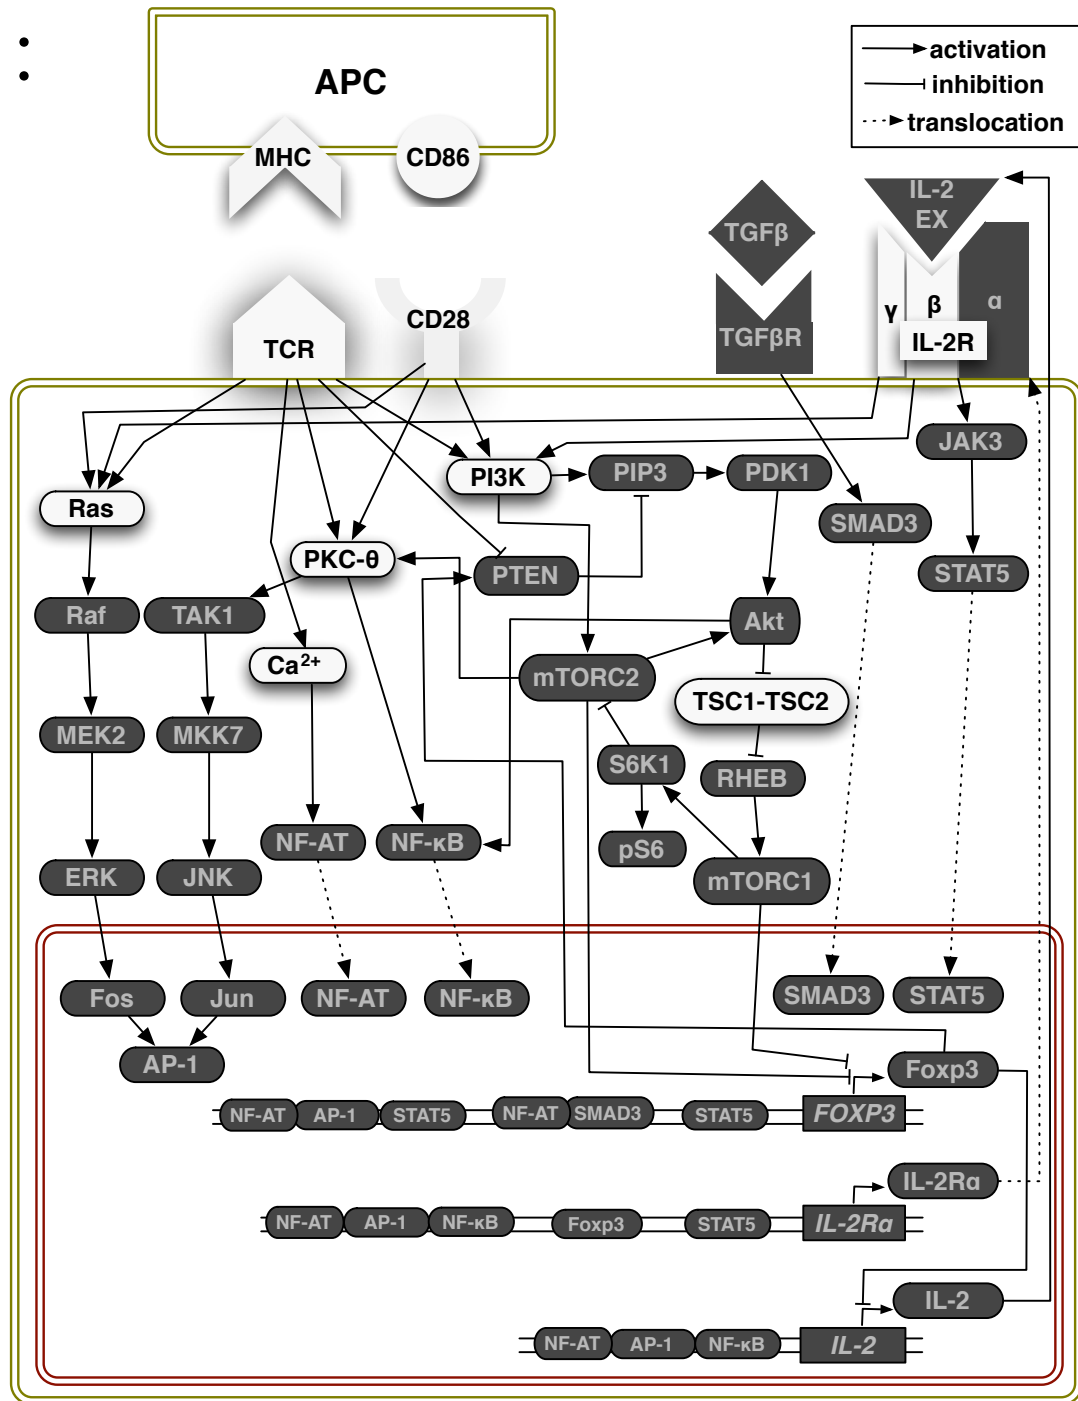 •
•
APC
MHC
CD86
activation
inhibition
translocation
IL-2
EX
TGFβ
TCR
CD28
TGFβR
γ
β
α
IL-2R
JAK3
Ras
PI3K
PIP3
PDK1
SMAD3
PKC-θ
PTEN
STAT5
Raf
TAK1
Akt
Ca²⁺
mTORC2
TSC1-TSC2
MEK2
MKK7
S6K1
RHEB
NF-AT
NF-κB
pS6
ERK
JNK
mTORC1
Fos
Jun
NF-AT
NF-κB
SMAD3
STAT5
AP-1
Foxp3
NF-AT
AP-1
STAT5
NF-AT
SMAD3
STAT5
FOXP3
IL-2Rα
NF-AT
AP-1
NF-κB
Foxp3
STAT5
IL-2Rα
IL-2
NF-AT
AP-1
NF-κB
IL-2